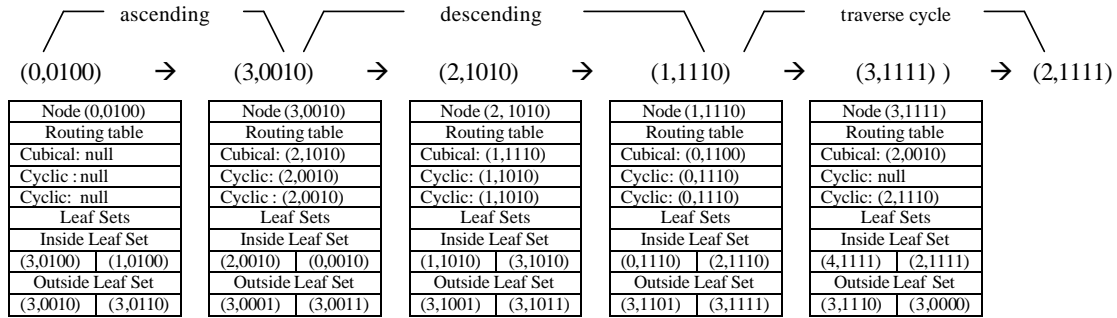 ascending descending traverse cycle
(0,0100) → (3,0010) → (2,1010) → (1,1110) → (3,1111) ) → (2,1111)
Node (0,0100)
Routing table
Cubical: null
Cyclic : null
Cyclic: null
Leaf Sets
Inside Leaf Set
(3,0100) (1,0100)
Outside Leaf Set
(3,0010) (3,0110)
Node (3,0010)
Routing table
Cubical: (2,1010)
Cyclic: (2,0010)
Cyclic : (2,0010)
Leaf Sets
Inside Leaf Set
(2,0010) (0,0010)
Outside Leaf Set
(3,0001) (3,0011)
Node (2, 1010)
Routing table
Cubical: (1,1110)
Cyclic: (1,1010)
Cyclic: (1,1010)
Leaf Sets
Inside Leaf Set
(1,1010) (3,1010)
Outside Leaf Set
(3,1001) (3,1011)
Node (1,1110)
Routing table
Cubical: (0,1100)
Cyclic: (0,1110)
Cyclic: (0,1110)
Leaf Sets
Inside Leaf Set
(0,1110) (2,1110)
Outside Leaf Set
(3,1101) (3,1111)
Node (3,1111)
Routing table
Cubical: (2,0010)
Cyclic: null
Cyclic: (2,1110)
Leaf Sets
Inside Leaf Set
(4,1111) (2,1111)
Outside Leaf Set
(3,1110) (3,0000)